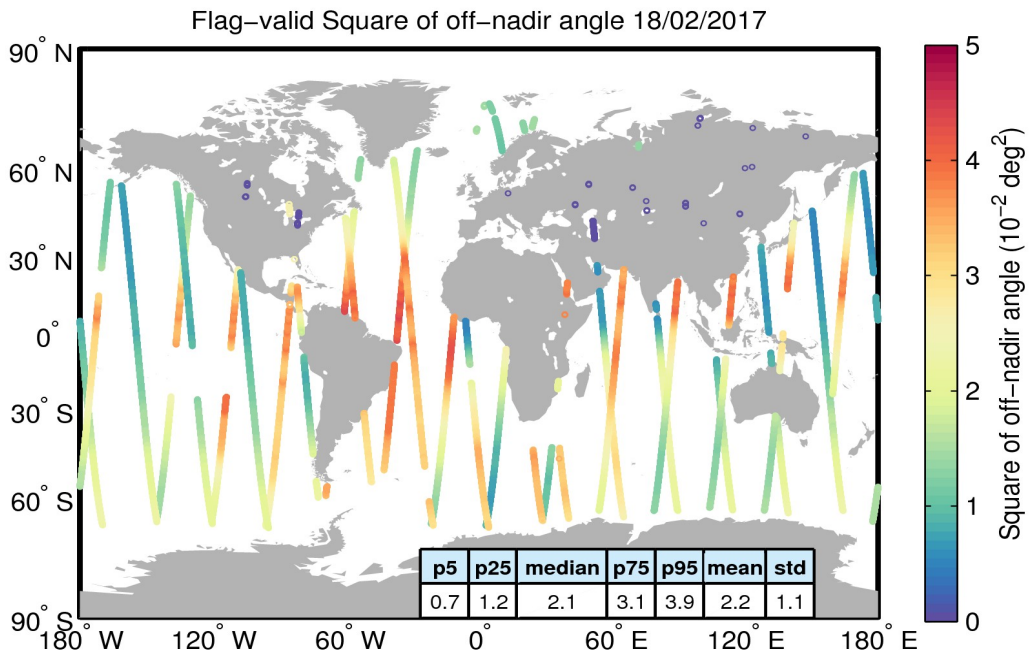 Flag−valid Square of off−nadir angle 18/02/2017
90° N
60° N
30° N
0°
30° S
60° S
90° S
180° W
120° W
60° W
0°
60° E
120° E
180° E
p5 p25 median p75 p95 mean std
0.7 1.2 2.1 3.1 3.9 2.2 1.1
5
4
3
2
1
0
Square of off−nadir angle (10⁻² deg²)